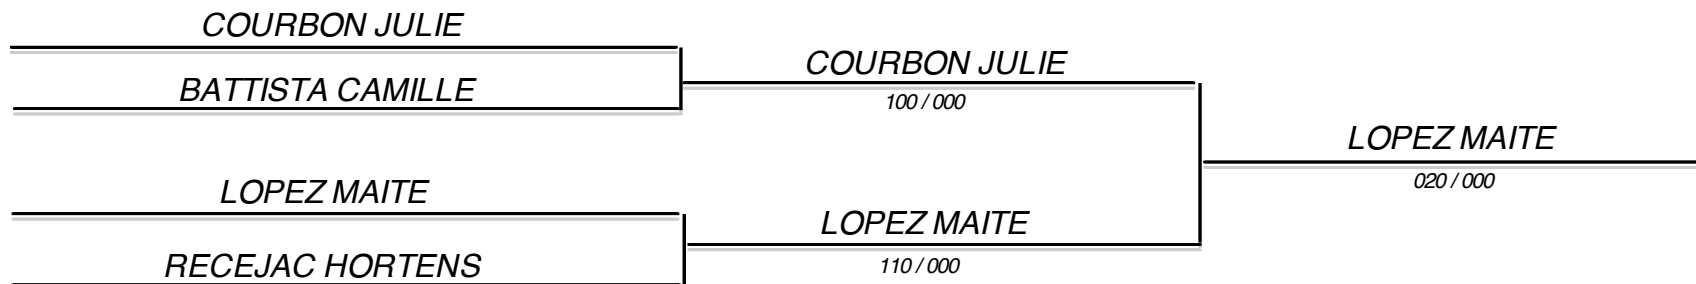 COURBON JULIE
BATTISTA CAMILLE
COURBON JULIE
100 / 000
LOPEZ MAITE
020 / 000
LOPEZ MAITE
RECEJAC HORTENS
LOPEZ MAITE
110 / 000